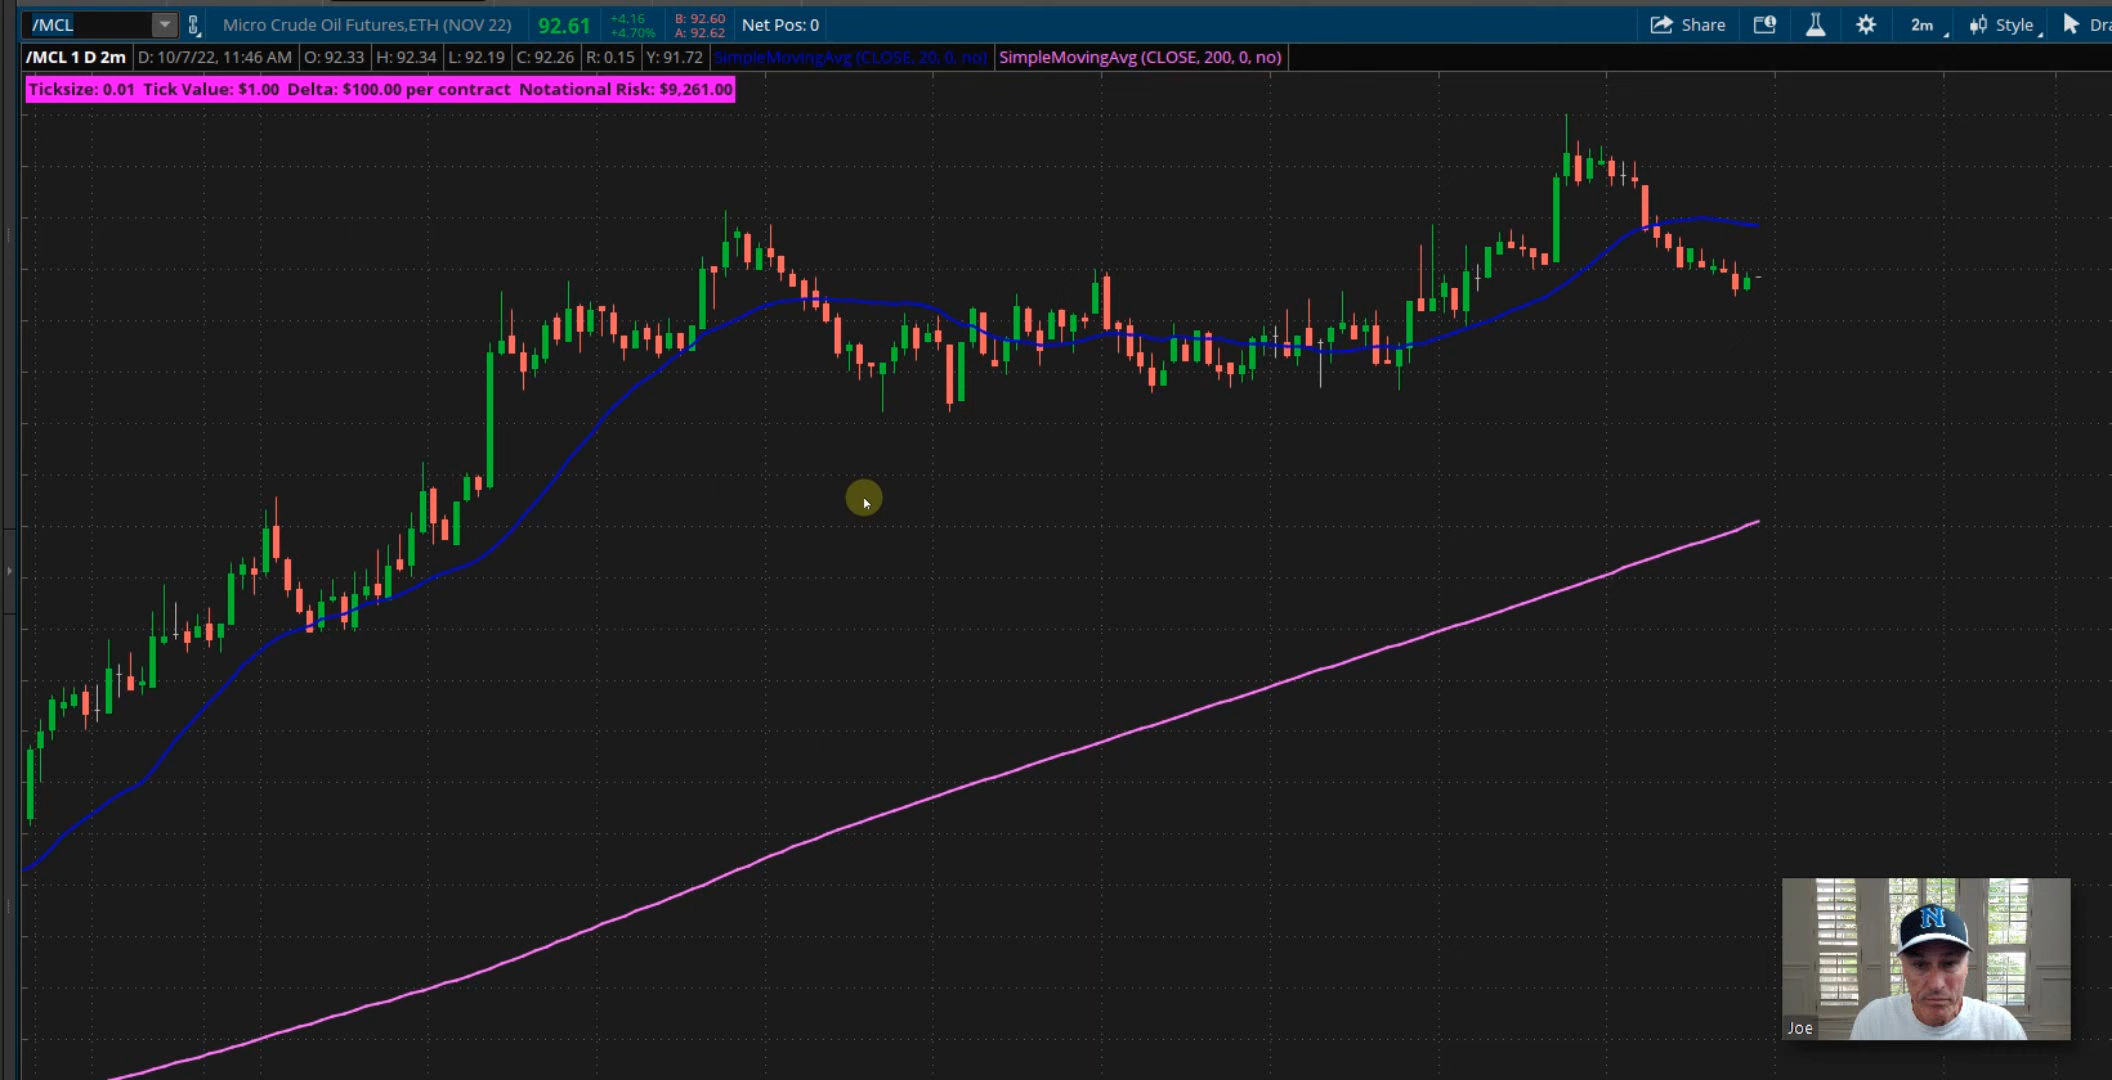 /MCL Micro Crude Oil Futures,ETH (NOV 22) 92.61 +4.16 +4.70% B: 92.60 A: 92.62 Net Pos: 0 Share 2m Style Dra
/MCL 1 D 2m D: 10/7/22, 11:46 AM O: 92.33 H: 92.34 L: 92.19 C: 92.26 R: 0.15 Y: 91.72 SimpleMovingAvg (CLOSE, 20, 0, no) SimpleMovingAvg (CLOSE, 200, 0, no)
Ticksize: 0.01 Tick Value: $1.00 Delta: $100.00 per contract Notational Risk: $9,261.00
N
Joe